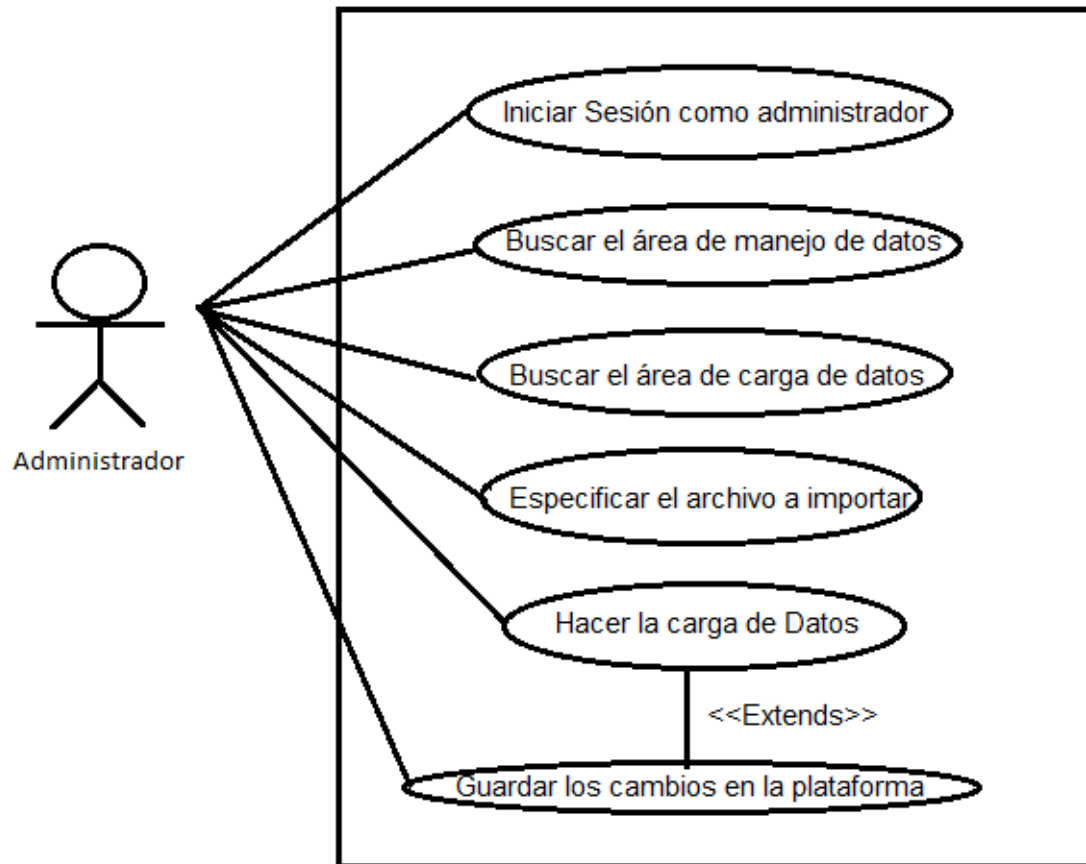 Iniciar Sesión como administrador
Buscar el área de manejo de datos
Buscar el área de carga de datos
Administrador
Especificar el archivo a importar
Hacer la carga de Datos
<<Extends>>
Guardar los cambios en la plataforma